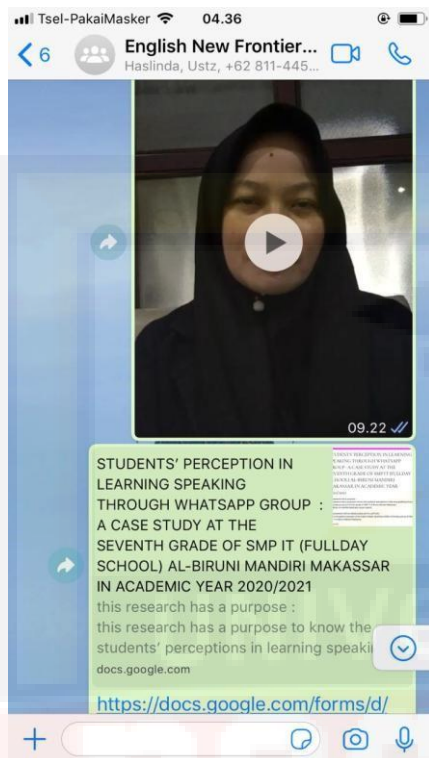 Tsel-PakaiMasker 04.36
6 English New Frontier...
Haslinda, Ustz, +62 811-445...
09.22
STUDENTS' PERCEPTION IN
LEARNING SPEAKING
THROUGH WHATSAPP GROUP :
A CASE STUDY AT THE
SEVENTH GRADE OF SMP IT (FULLDAY
SCHOOL) AL-BIRUNI MANDIRI MAKASSAR
IN ACADEMIC YEAR 2020/2021
this research has a purpose :
this research has a purpose to know the
students' perceptions in learning speaki
docs.google.com
https://docs.google.com/forms/d/